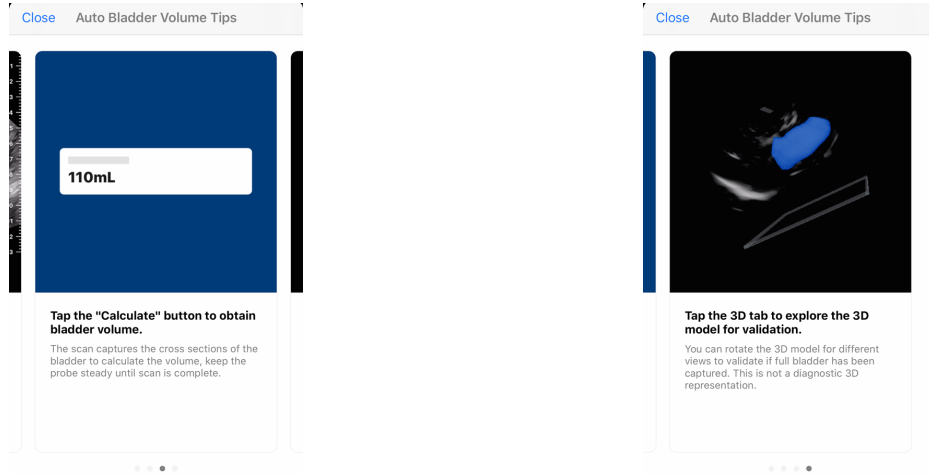 Close Auto Bladder Volume Tips
110mL
Tap the "Calculate" button to obtain
bladder volume.
The scan captures the cross sections of the
bladder to calculate the volume, keep the
probe steady until scan is complete.
Close Auto Bladder Volume Tips
Tap the 3D tab to explore the 3D
model for validation.
You can rotate the 3D model for different
views to validate if full bladder has been
captured. This is not a diagnostic 3D
representation.